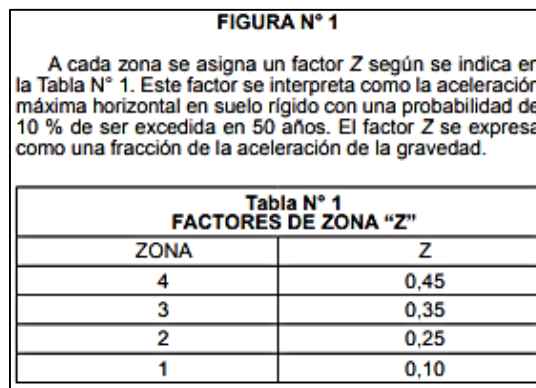 FIGURA N° 1
A cada zona se asigna un factor Z según se indica en
la Tabla N° 1. Este factor se interpreta como la aceleración
máxima horizontal en suelo rígido con una probabilidad de
10 % de ser excedida en 50 años. El factor Z se expresa
como una fracción de la aceleración de la gravedad.
Tabla N° 1
FACTORES DE ZONA “Z”
ZONA Z
4 0,45
3 0,35
2 0,25
1 0,10